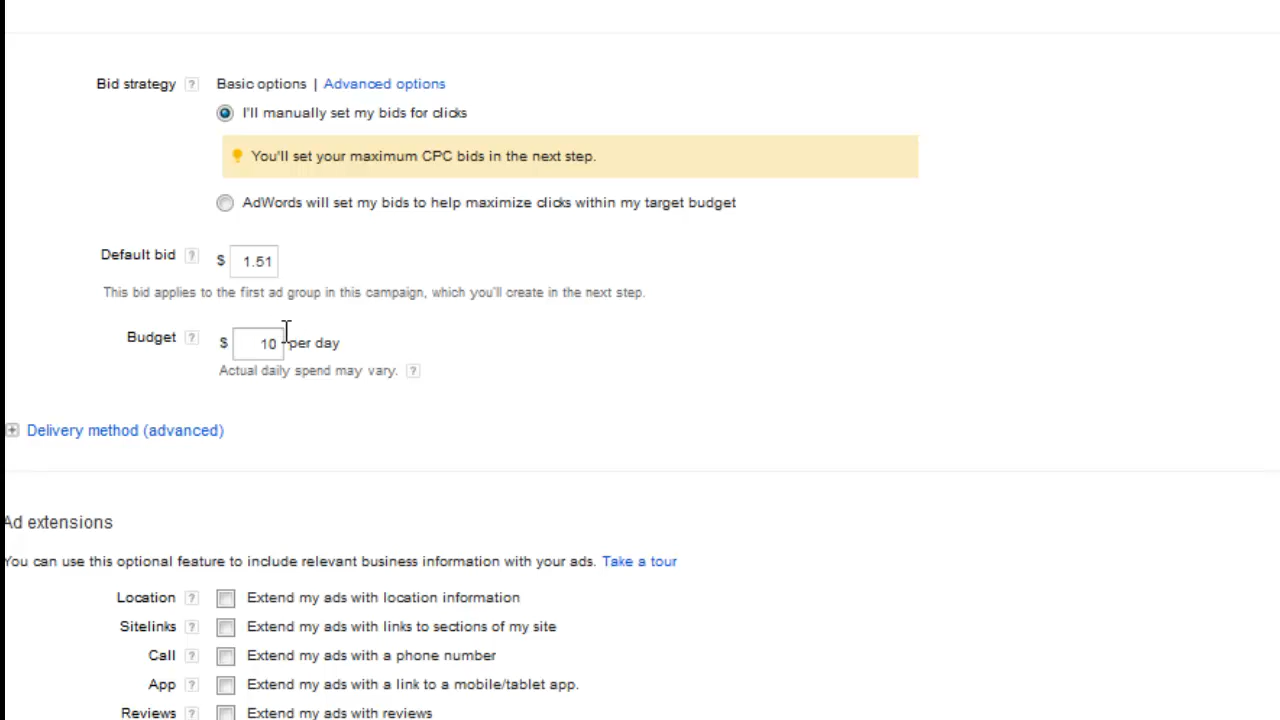 Bid strategy ? Basic options | Advanced options
I'll manually set my bids for clicks
You'll set your maximum CPC bids in the next step.
AdWords will set my bids to help maximize clicks within my target budget
Default bid ? $ 1.51
This bid applies to the first ad group in this campaign, which you'll create in the next step.
Budget ? $ 10 per day
Actual daily spend may vary. ?
Delivery method (advanced)
Ad extensions
You can use this optional feature to include relevant business information with your ads. Take a tour
Location ? Extend my ads with location information
Sitelinks ? Extend my ads with links to sections of my site
Call ? Extend my ads with a phone number
App ? Extend my ads with a link to a mobile/tablet app.
Reviews ? Extend my ads with reviews